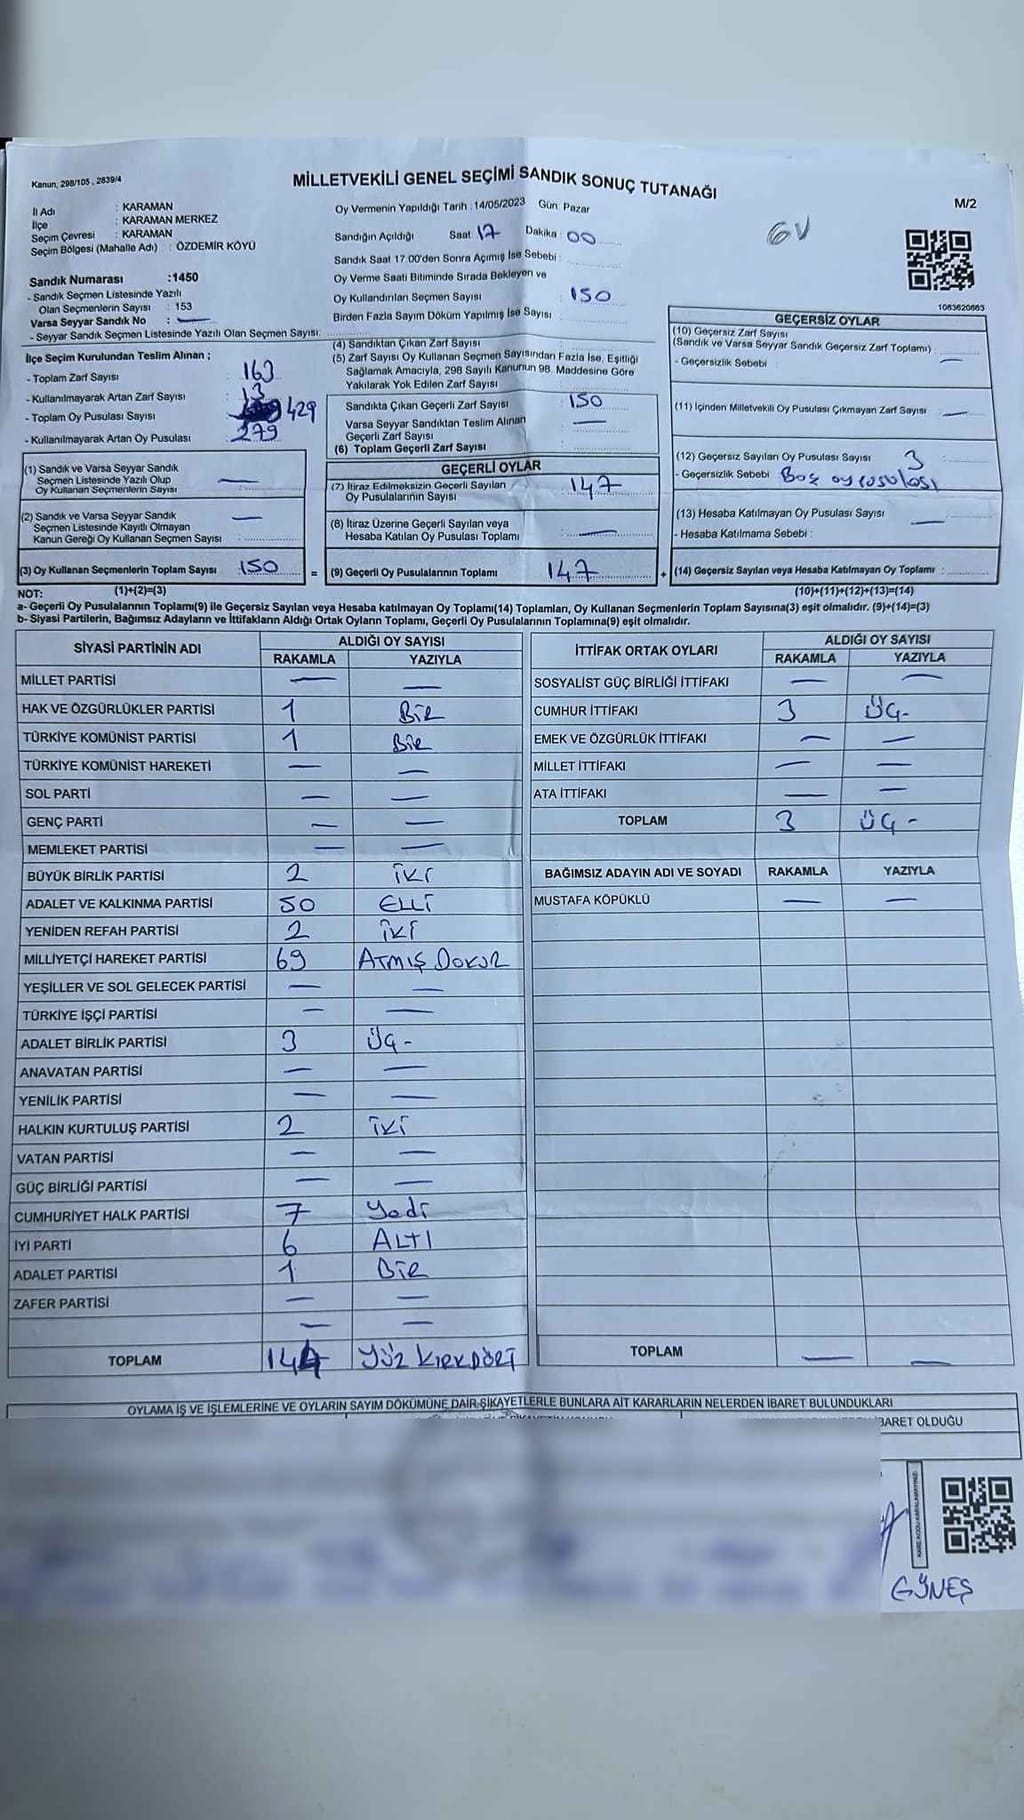 Kanun; 298/105 , 2839/4
MİLLETVEKİLİ GENEL SEÇİMİ SANDIK SONUÇ TUTANAĞI
M/2
İl Adı : KARAMAN
İlçe : KARAMAN MERKEZ
Seçim Çevresi : KARAMAN
Seçim Bölgesi (Mahalle Adı) : ÖZDEMİR KÖYÜ
Sandık Numarası :1450
- Sandık Seçmen Listesinde Yazılı
Olan Seçmenlerin Sayısı : 153
Varsa Seyyar Sandık No : —
- Seyyar Sandık Seçmen Listesinde Yazılı Olan Seçmen Sayısı:
İlçe Seçim Kurulundan Teslim Alınan ;
- Toplam Zarf Sayısı : 163
- Kullanılmayarak Artan Zarf Sayısı : 13
- Toplam Oy Pusulası Sayısı : 429
- Kullanılmayarak Artan Oy Pusulası : 279
Oy Vermenin Yapıldığı Tarih : 14/05/2023 Gün: Pazar
Sandığın Açıldığı Saat: 17 Dakika : 00
Sandık Saat 17:00'den Sonra Açımış İse Sebebi :
Oy Verme Saati Bitiminde Sırada Bekleyen ve
Oy Kullandırılan Seçmen Sayısı : 150
Birden Fazla Sayım Döküm Yapılmış İse Sayısı :
(4) Sandıktan Çıkan Zarf Sayısı
(5) Zarf Sayısı Oy Kullanan Seçmen Sayısından Fazla İse, Eşitliği
Sağlamak Amacıyla, 298 Sayılı Kanunun 98. Maddesine Göre
Yakılarak Yok Edilen Zarf Sayısı
Sandıkta Çıkan Geçerli Zarf Sayısı : 150
Varsa Seyyar Sandıktan Teslim Alınan
Geçerli Zarf Sayısı : —
(6) Toplam Geçerli Zarf Sayısı
GV
1063620663
GEÇERSİZ OYLAR
(10) Geçersiz Zarf Sayısı
(Sandık ve Varsa Seyyar Sandık Geçersiz Zarf Toplamı) :
- Geçersizlik Sebebi : —
(11) İçinden Milletvekili Oy Pusulası Çıkmayan Zarf Sayısı : —
(12) Geçersiz Sayılan Oy Pusulası Sayısı : 3
- Geçersizlik Sebebi : Boş oy pusulası
(13) Hesaba Katılmayan Oy Pusulası Sayısı : —
- Hesaba Katılmama Sebebi :
(1) Sandık ve Varsa Seyyar Sandık
Seçmen Listesinde Yazılı Olup
Oy Kullanan Seçmenlerin Sayısı : —
(2) Sandık ve Varsa Seyyar Sandık
Seçmen Listesinde Kayıtlı Olmayan
Kanun Gereği Oy Kullanan Seçmen Sayısı : —
GEÇERLİ OYLAR
(7) İtiraz Edilmeksizin Geçerli Sayılan
Oy Pusulalarının Sayısı : 147
(8) İtiraz Üzerine Geçerli Sayılan veya
Hesaba Katılan Oy Pusulası Toplamı : —
(3) Oy Kullanan Seçmenlerin Toplam Sayısı : 150 = (9) Geçerli Oy Pusulalarının Toplamı 147 + (14) Geçersiz Sayılan veya Hesaba Katılmayan Oy Toplamı :
NOT: (1)+(2)=(3) (10)+(11)+(12)+(13)=(14)
a- Geçerli Oy Pusulalarının Toplamı(9) ile Geçersiz Sayılan veya Hesaba katılmayan Oy Toplamı(14) Toplamları, Oy Kullanan Seçmenlerin Toplam Sayısına(3) eşit olmalıdır. (9)+(14)=(3)
b- Siyasi Partilerin, Bağımsız Adayların ve İttifakların Aldığı Ortak Oyların Toplamı, Geçerli Oy Pusulalarının Toplamına(9) eşit olmalıdır.
SİYASİ PARTİNİN ADI ALDIĞI OY SAYISI
RAKAMLA YAZIYLA
MİLLET PARTİSİ — —
HAK VE ÖZGÜRLÜKLER PARTİSİ 1 BİR
TÜRKİYE KOMÜNİST PARTİSİ 1 BİR
TÜRKİYE KOMÜNİST HAREKETİ — —
SOL PARTİ — —
GENÇ PARTİ — —
MEMLEKET PARTİSİ — —
BÜYÜK BİRLİK PARTİSİ 2 İKİ
ADALET VE KALKINMA PARTİSİ 50 ELLİ
YENİDEN REFAH PARTİSİ 2 İKİ
MİLLİYETÇİ HAREKET PARTİSİ 69 ATMIŞ DOKUZ
YEŞİLLER VE SOL GELECEK PARTİSİ — —
TÜRKİYE İŞÇİ PARTİSİ — —
ADALET BİRLİK PARTİSİ 3 ÜÇ-
ANAVATAN PARTİSİ — —
YENİLİK PARTİSİ — —
HALKIN KURTULUŞ PARTİSİ 2 İKİ
VATAN PARTİSİ — —
GÜÇ BİRLİĞİ PARTİSİ — —
CUMHURİYET HALK PARTİSİ 7 Yedi
İYİ PARTİ 6 ALTI
ADALET PARTİSİ 1 BİR
ZAFER PARTİSİ — —
— —
TOPLAM 144 YÜZ KIRKDÖRT
İTTİFAK ORTAK OYLARI ALDIĞI OY SAYISI
RAKAMLA YAZIYLA
SOSYALİST GÜÇ BİRLİĞİ İTTİFAKI — —
CUMHUR İTTİFAKI 3 ÜÇ-
EMEK VE ÖZGÜRLÜK İTTİFAKI — —
MİLLET İTTİFAKI — —
ATA İTTİFAKI — —
TOPLAM 3 ÜÇ-
BAĞIMSIZ ADAYIN ADI VE SOYADI RAKAMLA YAZIYLA
MUSTAFA KÖPÜKLÜ — —
TOPLAM — —
OYLAMA İŞ VE İŞLEMLERİNE VE OYLARIN SAYIM DÖKÜMÜNE DAİR ŞİKAYETLERLE BUNLARA AİT KARARLARIN NELERDEN İBARET BULUNDUKLARI
BARET OLDUĞU
GÜNEŞ